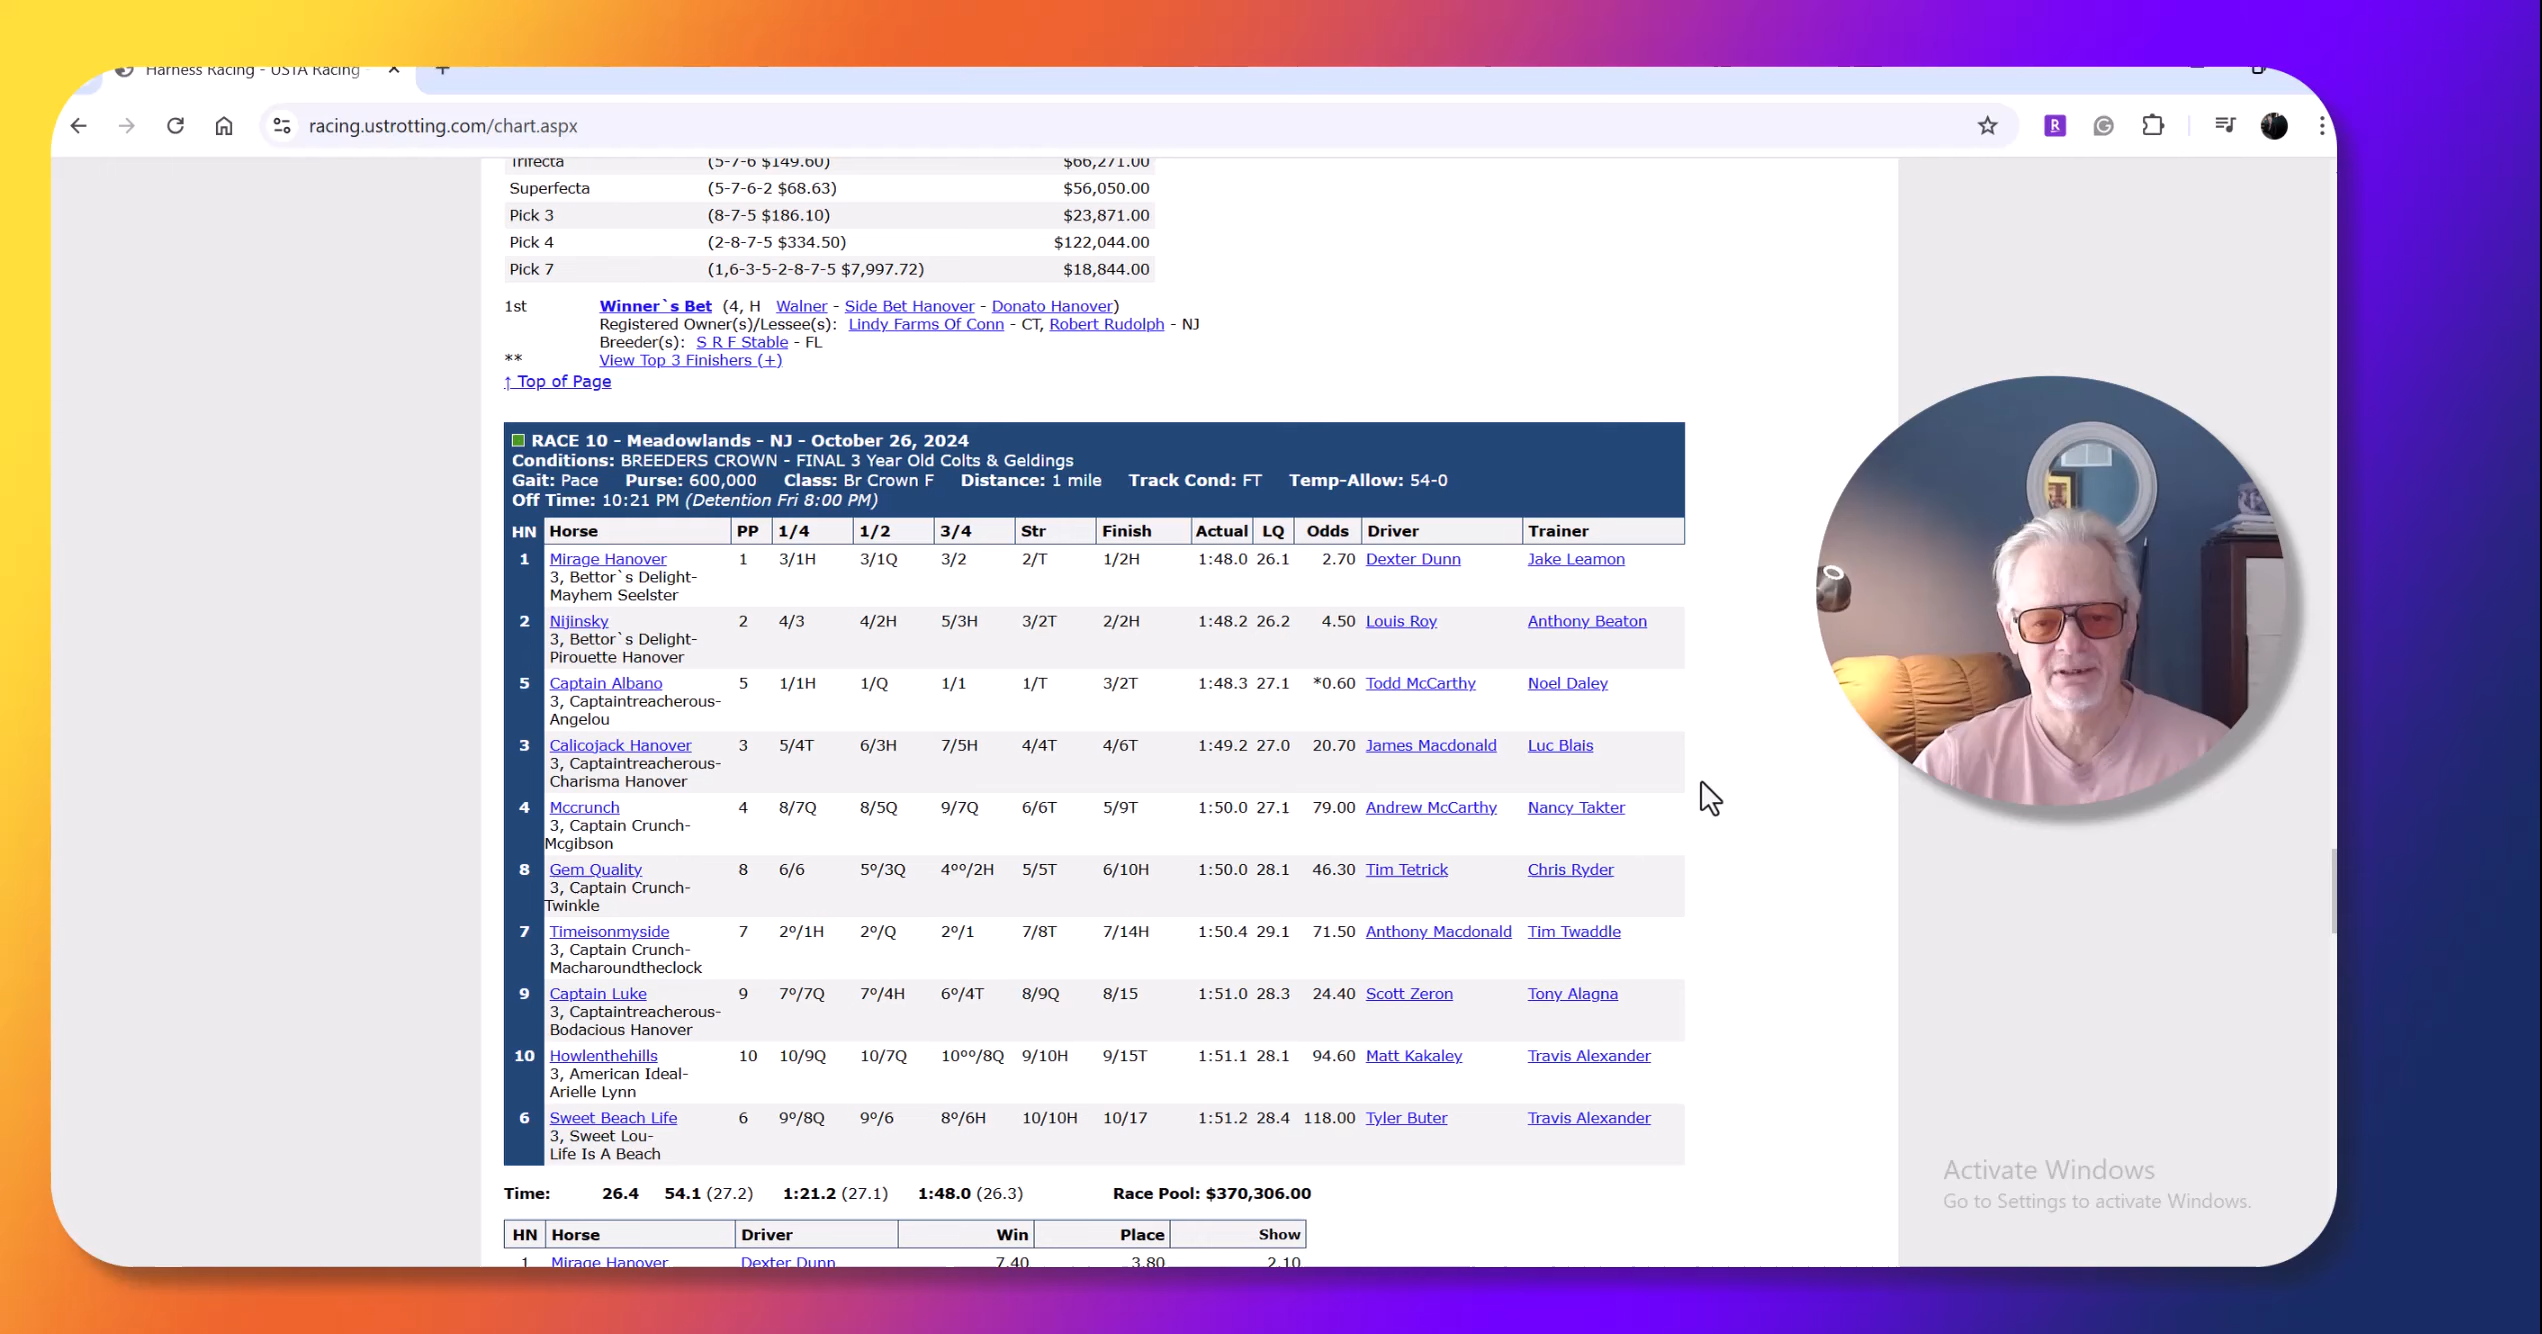 Harness Racing - USTA Racing
racing.ustrotting.com/chart.aspx
Trifecta (5-7-6 $149.60) $66,271.00
Superfecta (5-7-6-2 $68.63) $56,050.00
Pick 3 (8-7-5 $186.10) $23,871.00
Pick 4 (2-8-7-5 $334.50) $122,044.00
Pick 7 (1,6-3-5-2-8-7-5 $7,997.72) $18,844.00
1st Winner`s Bet (4, H Walner - Side Bet Hanover - Donato Hanover)
Registered Owner(s)/Lessee(s): Lindy Farms Of Conn - CT, Robert Rudolph - NJ
Breeder(s): S R F Stable - FL
** View Top 3 Finishers (+)
↑ Top of Page
RACE 10 - Meadowlands - NJ - October 26, 2024
Conditions: BREEDERS CROWN - FINAL 3 Year Old Colts & Geldings
Gait: Pace Purse: 600,000 Class: Br Crown F Distance: 1 mile Track Cond: FT Temp-Allow: 54-0
Off Time: 10:21 PM (Detention Fri 8:00 PM)
HN Horse PP 1/4 1/2 3/4 Str Finish Actual LQ Odds Driver Trainer
1 Mirage Hanover 1 3/1H 3/1Q 3/2 2/T 1/2H 1:48.0 26.1 2.70 Dexter Dunn Jake Leamon
3, Bettor`s Delight-
Mayhem Seelster
2 Nijinsky 2 4/3 4/2H 5/3H 3/2T 2/2H 1:48.2 26.2 4.50 Louis Roy Anthony Beaton
3, Bettor`s Delight-
Pirouette Hanover
5 Captain Albano 5 1/1H 1/Q 1/1 1/T 3/2T 1:48.3 27.1 *0.60 Todd McCarthy Noel Daley
3, Captaintreacherous-
Angelou
3 Calicojack Hanover 3 5/4T 6/3H 7/5H 4/4T 4/6T 1:49.2 27.0 20.70 James Macdonald Luc Blais
3, Captaintreacherous-
Charisma Hanover
4 Mccrunch 4 8/7Q 8/5Q 9/7Q 6/6T 5/9T 1:50.0 27.1 79.00 Andrew McCarthy Nancy Takter
3, Captain Crunch-
Mcgibson
8 Gem Quality 8 6/6 5º/3Q 4ºº/2H 5/5T 6/10H 1:50.0 28.1 46.30 Tim Tetrick Chris Ryder
3, Captain Crunch-
Twinkle
7 Timeisonmyside 7 2º/1H 2º/Q 2º/1 7/8T 7/14H 1:50.4 29.1 71.50 Anthony Macdonald Tim Twaddle
3, Captain Crunch-
Macharoundtheclock
9 Captain Luke 9 7º/7Q 7º/4H 6º/4T 8/9Q 8/15 1:51.0 28.3 24.40 Scott Zeron Tony Alagna
3, Captaintreacherous-
Bodacious Hanover
10 Howlenthehills 10 10/9Q 10/7Q 10ºº/8Q 9/10H 9/15T 1:51.1 28.1 94.60 Matt Kakaley Travis Alexander
3, American Ideal-
Arielle Lynn
6 Sweet Beach Life 6 9º/8Q 9º/6 8º/6H 10/10H 10/17 1:51.2 28.4 118.00 Tyler Buter Travis Alexander
3, Sweet Lou-
Life Is A Beach
Time: 26.4 54.1 (27.2) 1:21.2 (27.1) 1:48.0 (26.3) Race Pool: $370,306.00
HN Horse Driver Win Place Show
1 Mirage Hanover Dexter Dunn 7.40 3.80 2.10
Activate Windows
Go to Settings to activate Windows.